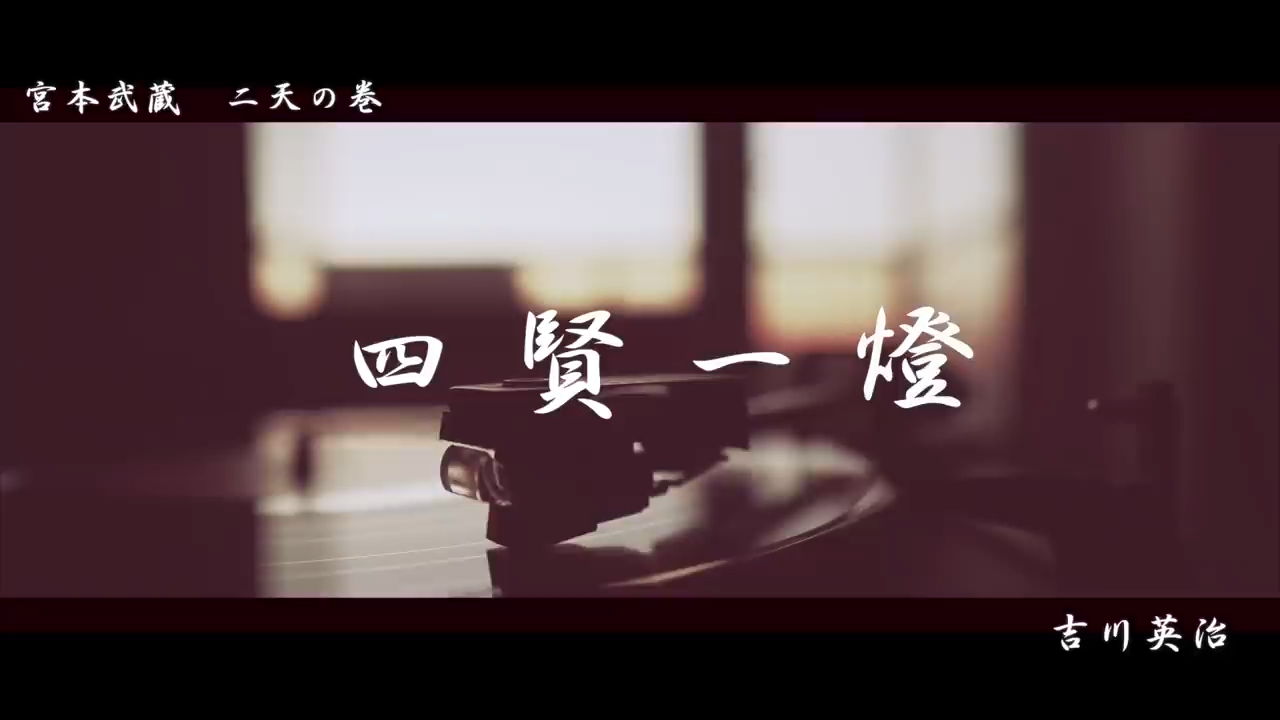 宮本武蔵　二天の巻
四賢一燈
吉川英治